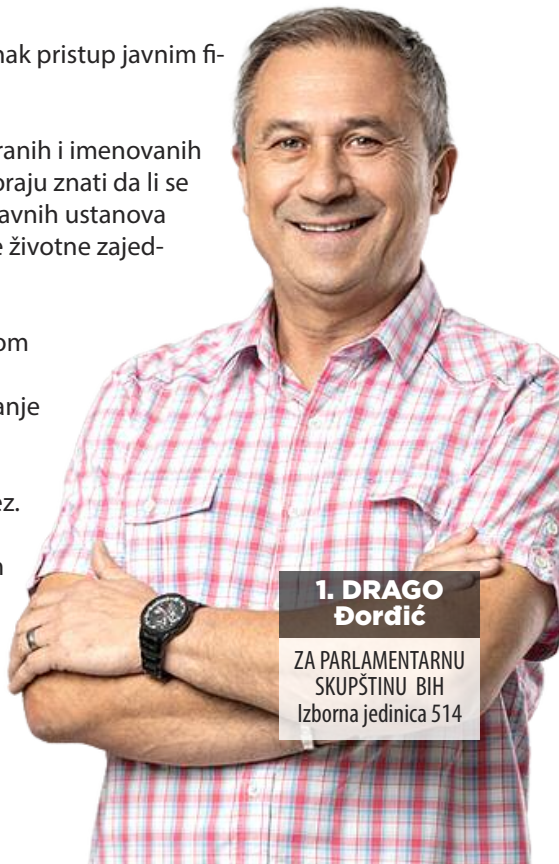 nak pristup javnim fi-
ranih i imenovanih
oraju znati da li se
avnih ustanova
e životne zajed-
om
anje
ez.
n
1. DRAGO
Đorđić
ZA PARLAMENTARNU
SKUPŠTINU BIH
Izborna jedinica 514